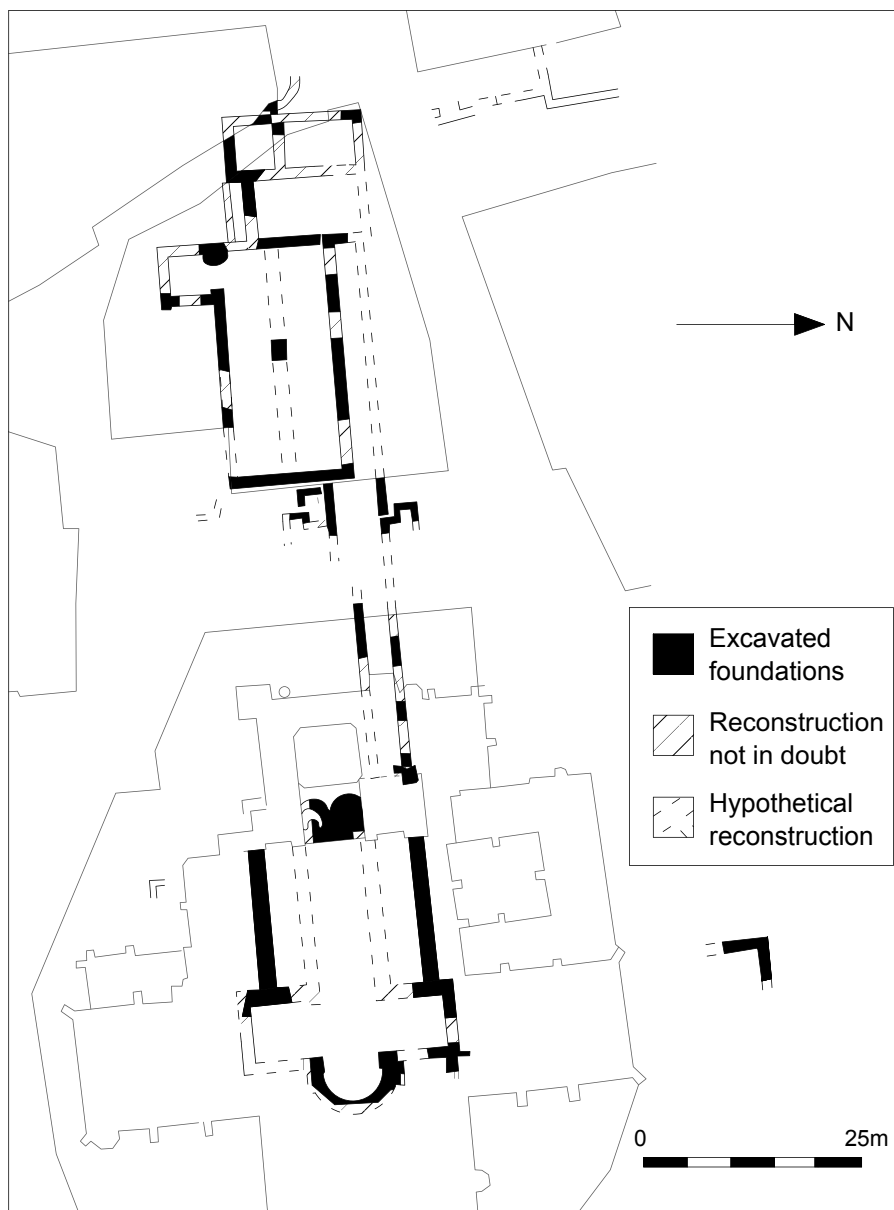 N
Excavated
foundations
Reconstruction
not in doubt
Hypothetical
reconstruction
0 25m